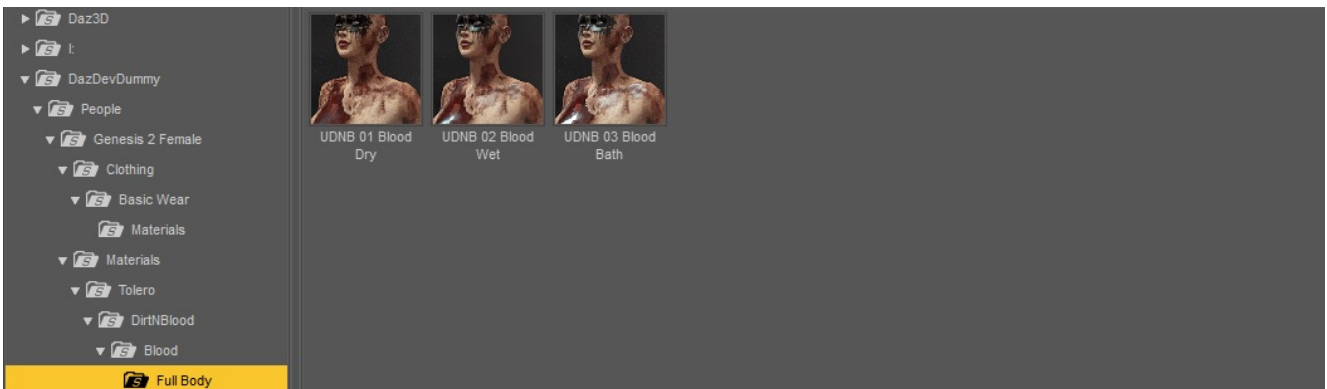 Daz3D
I:
DazDevDummy
People
Genesis 2 Female
Clothing
Basic Wear
Materials
Materials
Tolero
DirtNBlood
Blood
Full Body
UDNB 01 Blood
Dry
UDNB 02 Blood
Wet
UDNB 03 Blood
Bath